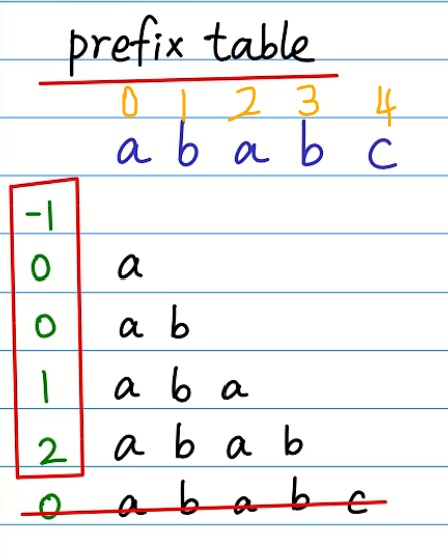 prefix table
0 1 2 3 4
a b a b c
-1
0 a
0 a b
1 a b a
2 a b a b
0 a b a b c